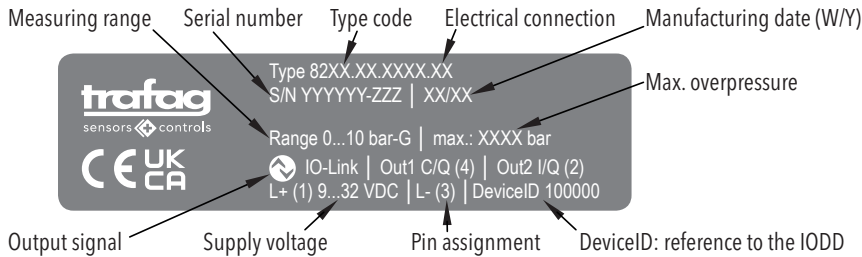 Measuring range Serial number Type code Electrical connection Manufacturing date (W/Y)
Type 82XX.XX.XXXX.XX
S/N YYYYYY-ZZZ | XX/XX
Max. overpressure
trafag
sensors controls
Range 0...10 bar-G | max.: XXXX bar
CE UK CA
IO-Link | Out1 C/Q (4) | Out2 I/Q (2)
L+ (1) 9...32 VDC | L- (3) | DeviceID 100000
Output signal Supply voltage Pin assignment DeviceID: reference to the IODD